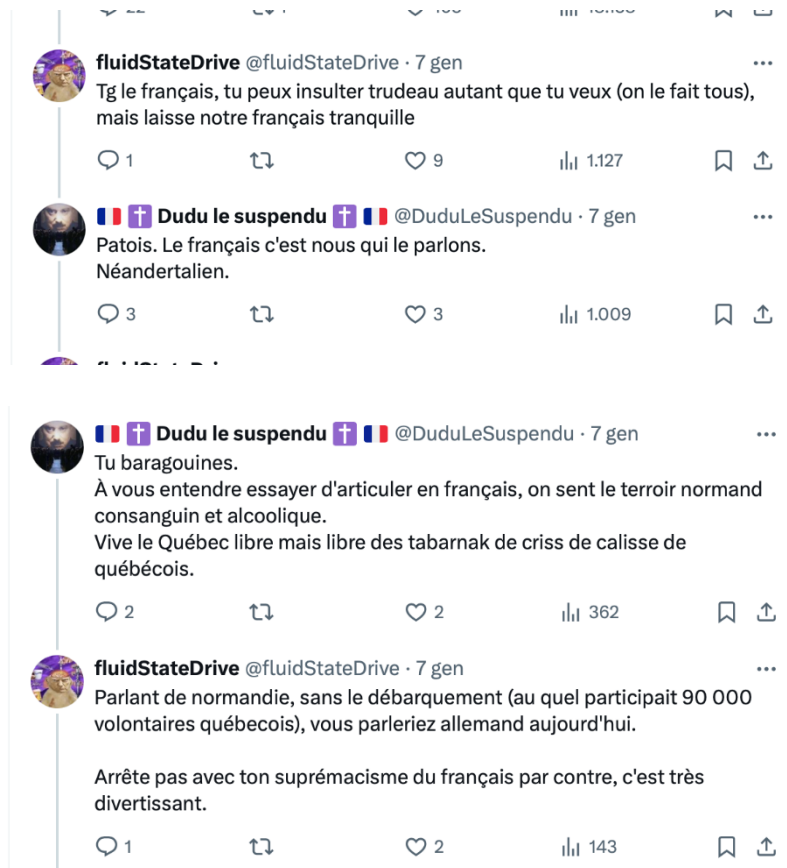 fluidStateDrive @fluidStateDrive · 7 gen
Tg le français, tu peux insulter trudeau autant que tu veux (on le fait tous),
mais laisse notre français tranquille
1 9 1.127
🇫🇷✝️ Dudu le suspendu ✝️🇫🇷 @DuduLeSuspendu · 7 gen
Patois. Le français c'est nous qui le parlons.
Néandertalien.
3 3 1.009
🇫🇷✝️ Dudu le suspendu ✝️🇫🇷 @DuduLeSuspendu · 7 gen
Tu baragouines.
À vous entendre essayer d'articuler en français, on sent le terroir normand
consanguin et alcoolique.
Vive le Québec libre mais libre des tabarnak de criss de calisse de
québécois.
2 2 362
fluidStateDrive @fluidStateDrive · 7 gen
Parlant de normandie, sans le débarquement (au quel participait 90 000
volontaires québecois), vous parleriez allemand aujourd'hui.
Arrête pas avec ton suprémacisme du français par contre, c'est très
divertissant.
1 2 143